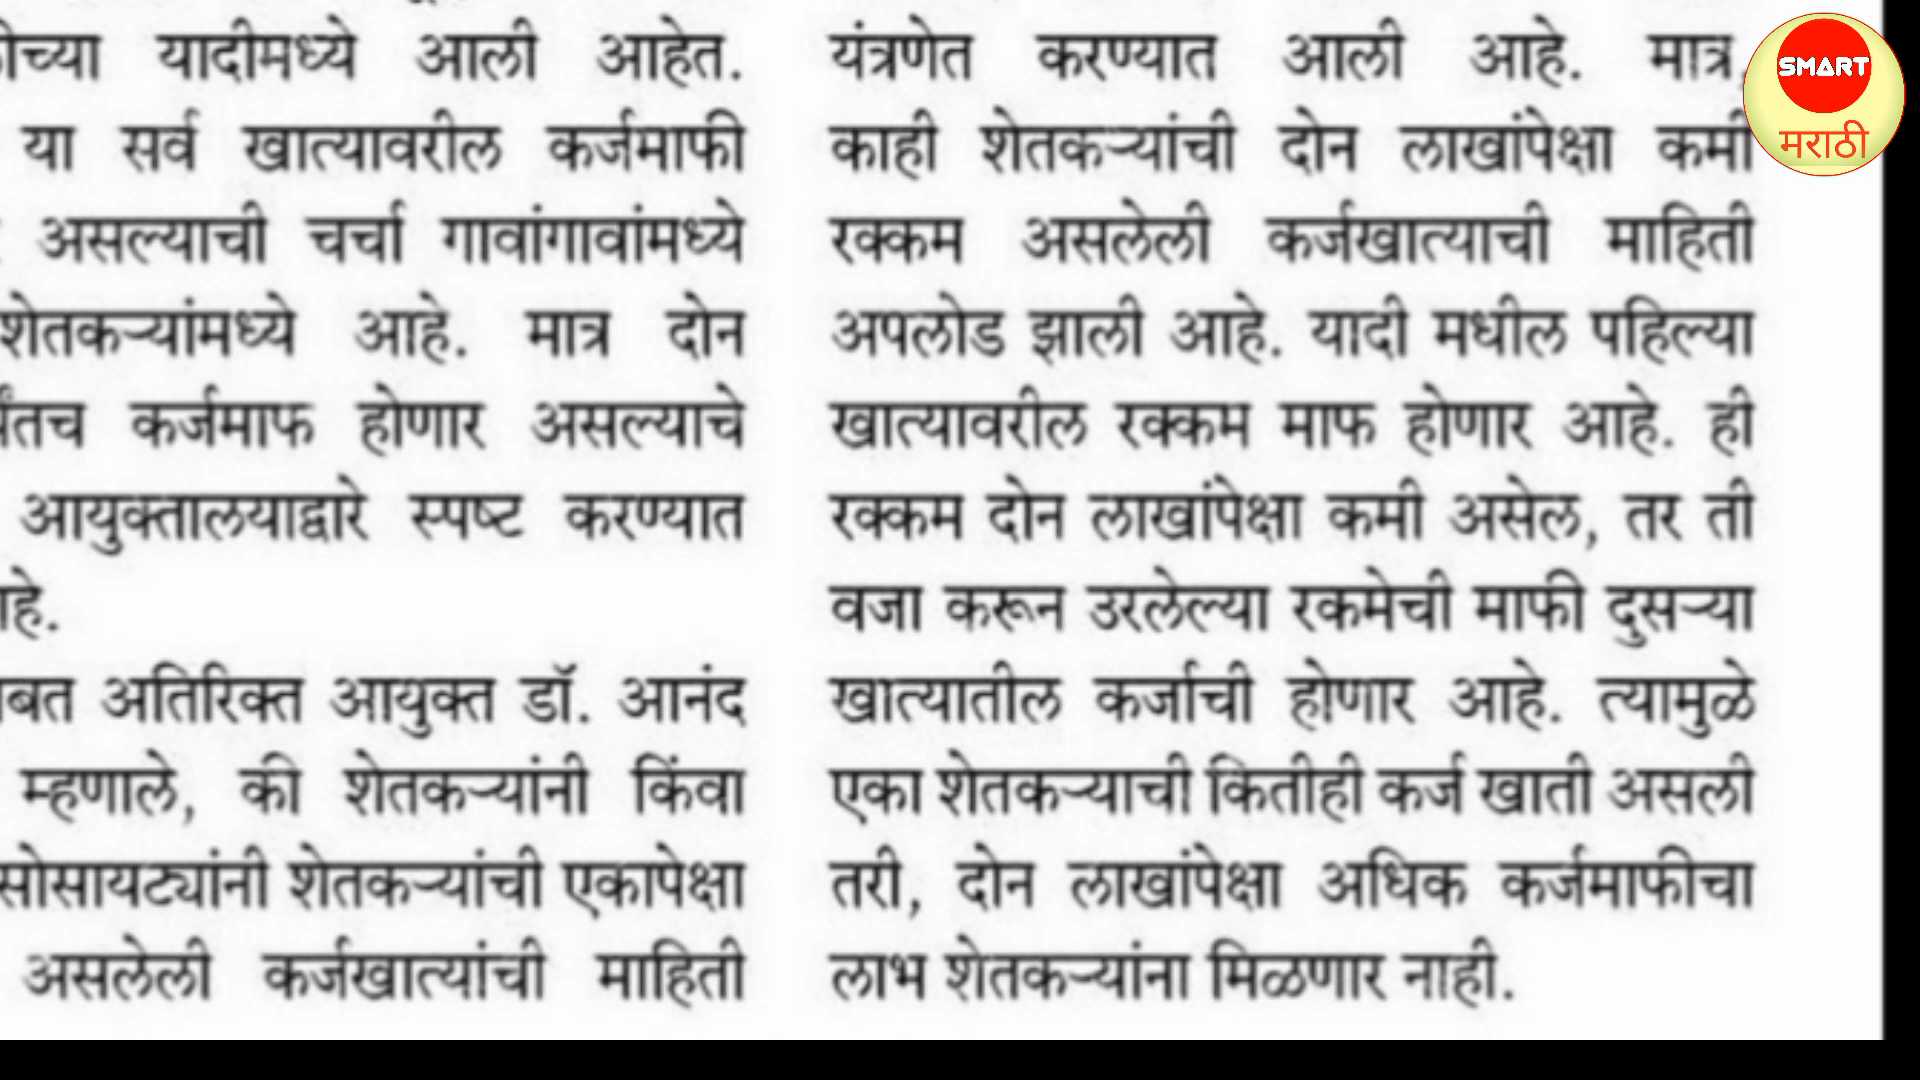 यादीमध्ये आली आहेत.
या सर्व खात्यावरील कर्जमाफी
असल्याची चर्चा गावांगावांमध्ये
शेतकऱ्यांमध्ये आहे. मात्र दोन
कर्जमाफ होणार असल्याचे
आयुक्तालयाद्वारे स्पष्ट करण्यात
अतिरिक्त आयुक्त डॉ. आनंद
म्हणाले, की शेतकऱ्यांनी किंवा
सोसायट्यांनी शेतकऱ्यांची एकापेक्षा
असलेली कर्जखात्यांची माहिती
यंत्रणेत करण्यात आली आहे. मात्र,
काही शेतकऱ्यांची दोन लाखांपेक्षा कमी
रक्कम असलेली कर्जखात्याची माहिती
अपलोड झाली आहे. यादी मधील पहिल्या
खात्यावरील रक्कम माफ होणार आहे. ही
रक्कम दोन लाखांपेक्षा कमी असेल, तर ती
वजा करून उरलेल्या रकमेची माफी दुसऱ्या
खात्यातील कर्जाची होणार आहे. त्यामुळे
एका शेतकऱ्याची कितीही कर्ज खाती असली
तरी, दोन लाखांपेक्षा अधिक कर्जमाफीचा
लाभ शेतकऱ्यांना मिळणार नाही.
SMART
मराठी